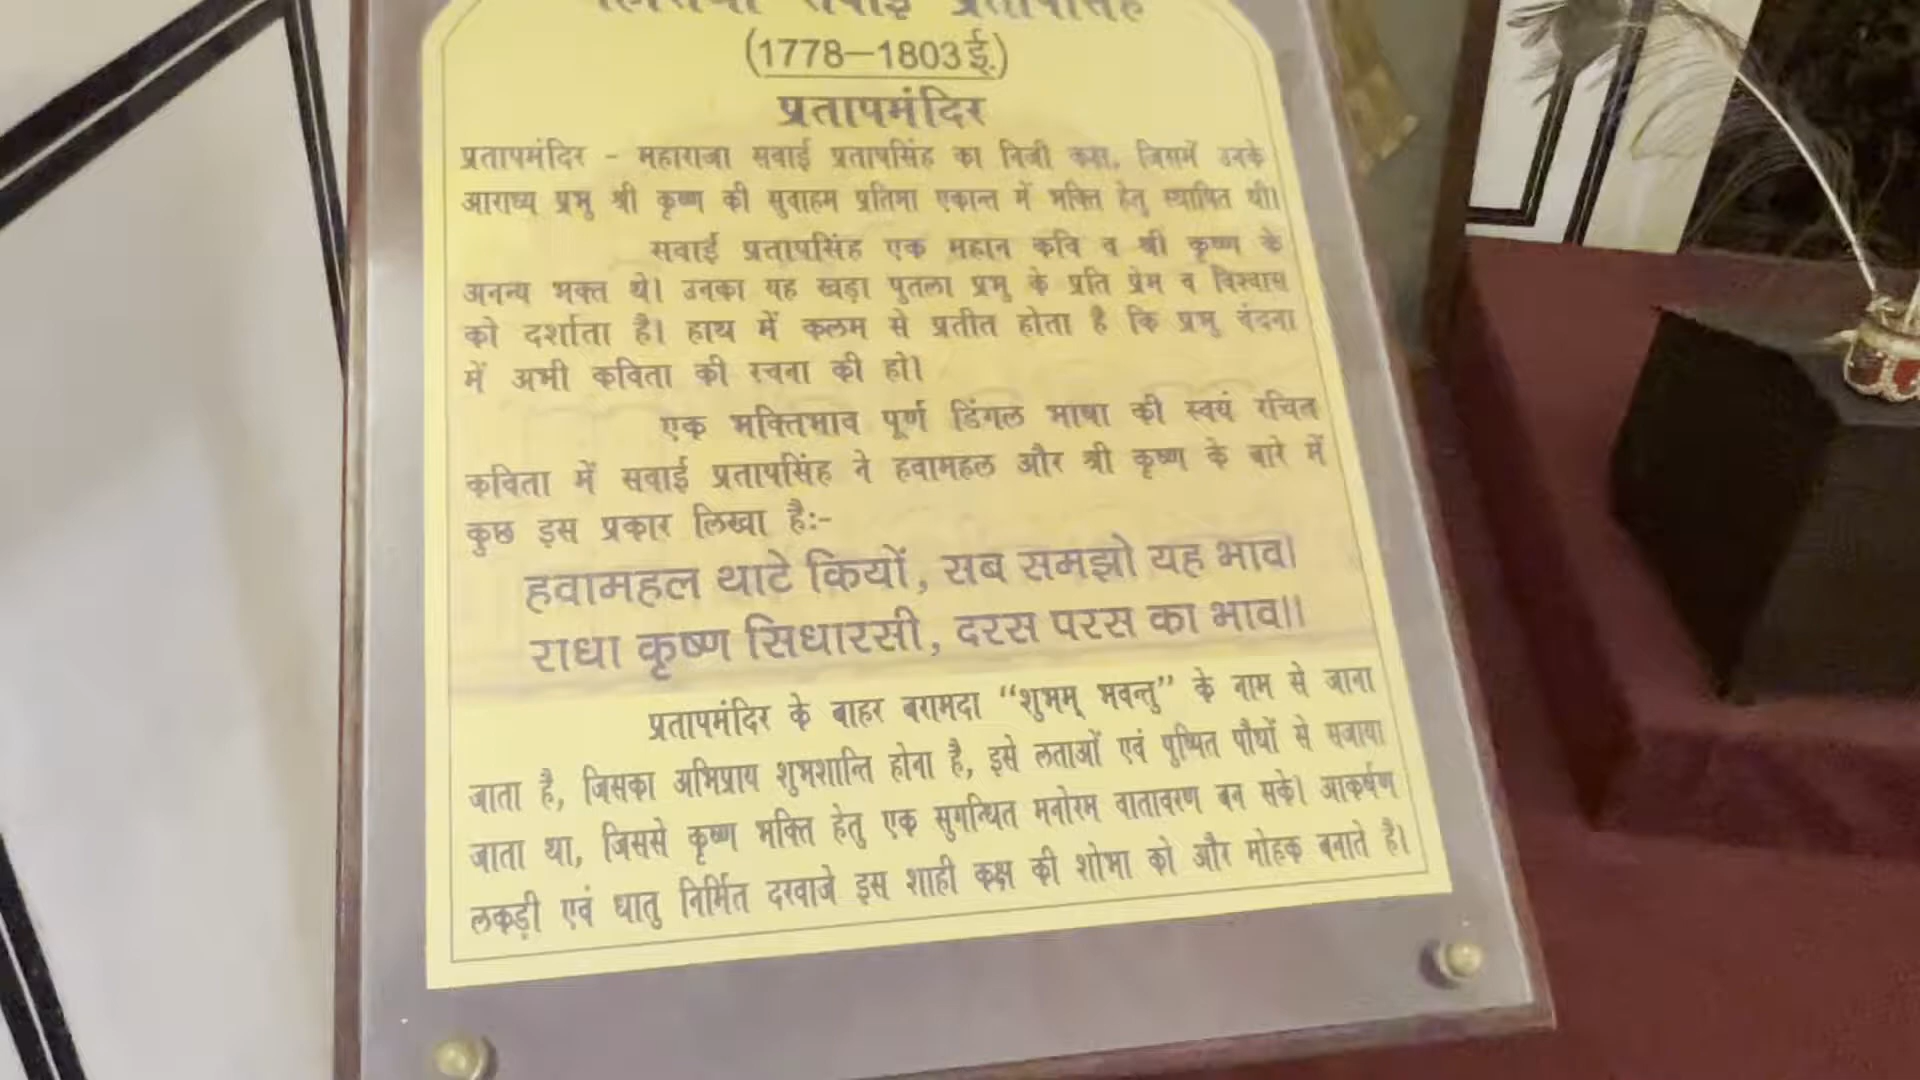 महाराजा सवाई प्रतापसिंह
(1778–1803ई.)
प्रतापमंदिर
प्रतापमंदिर - महाराजा सवाई प्रतापसिंह का निजी कक्ष, जिसमें उनके
आराध्य प्रभु श्री कृष्ण की सुवाहम प्रतिमा एकान्त में भक्ति हेतु स्थापित थी।
सवाई प्रतापसिंह एक महान कवि व श्री कृष्ण के
अनन्य भक्त थे। उनका यह खड़ा पुतला प्रभु के प्रति प्रेम व विश्वास
को दर्शाता है। हाथ में कलम से प्रतीत होता है कि प्रभु वंदना
में अभी कविता की रचना की हो।
एक भक्तिभाव पूर्ण डिंगल भाषा की स्वयं रचित
कविता में सवाई प्रतापसिंह ने हवामहल और श्री कृष्ण के बारे में
कुछ इस प्रकार लिखा है:-
हवामहल थाटे कियों, सब समझो यह भाव।
राधा कृष्ण सिधारसी, दरस परस का भाव।।
प्रतापमंदिर के बाहर बरामदा “शुभम् भवन्तु” के नाम से जाना
जाता है, जिसका अभिप्राय शुभशान्ति होना है, इसे लताओं एवं पुष्पित पौधों से सजाया
जाता था, जिससे कृष्ण भक्ति हेतु एक सुगन्धित मनोरम वातावरण बन सके। आकर्षण
लकड़ी एवं धातु निर्मित दरवाजे इस शाही कक्ष की शोभा को और मोहक बनाते है।